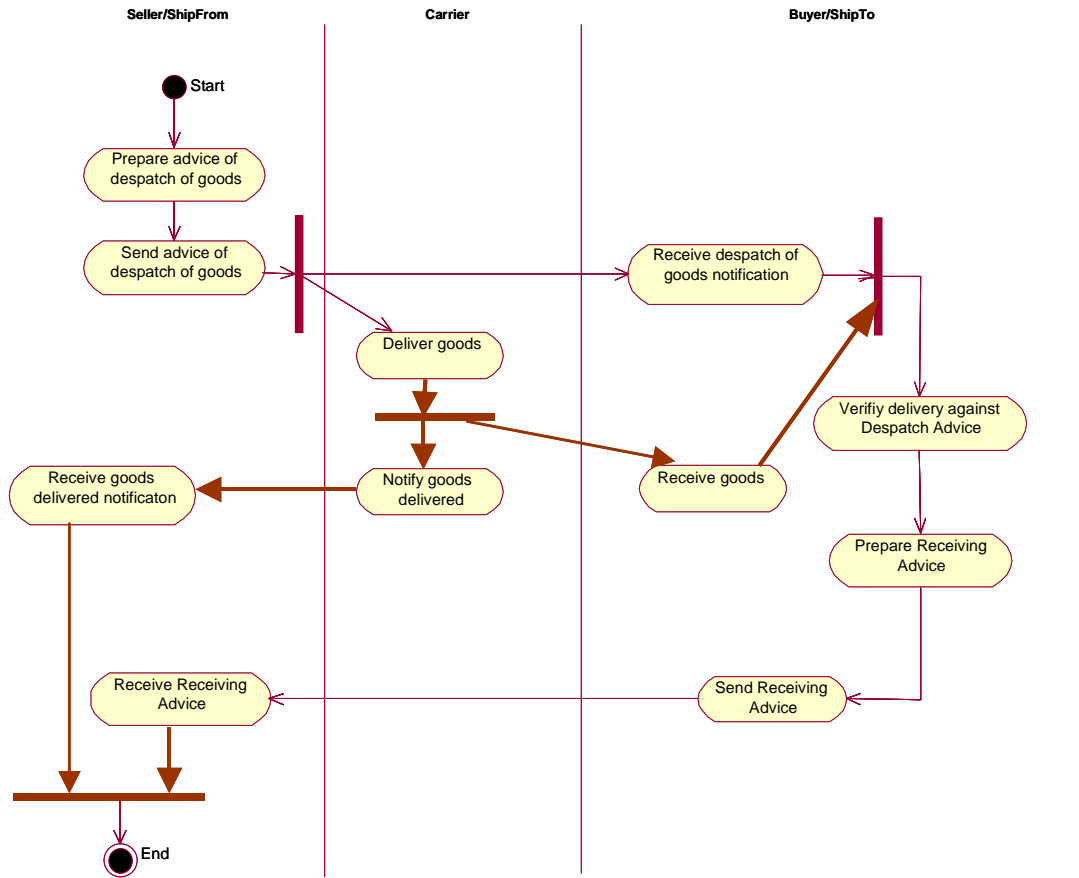 Seller/ShipFrom
Carrier
Buyer/ShipTo
Start
Prepare advice of
despatch of goods
Send advice of
despatch of goods
Receive despatch of
goods notification
Deliver goods
Verifiy delivery against
Despatch Advice
Receive goods
delivered notificaton
Notify goods
delivered
Receive goods
Prepare Receiving
Advice
Receive Receiving
Advice
Send Receiving
Advice
End